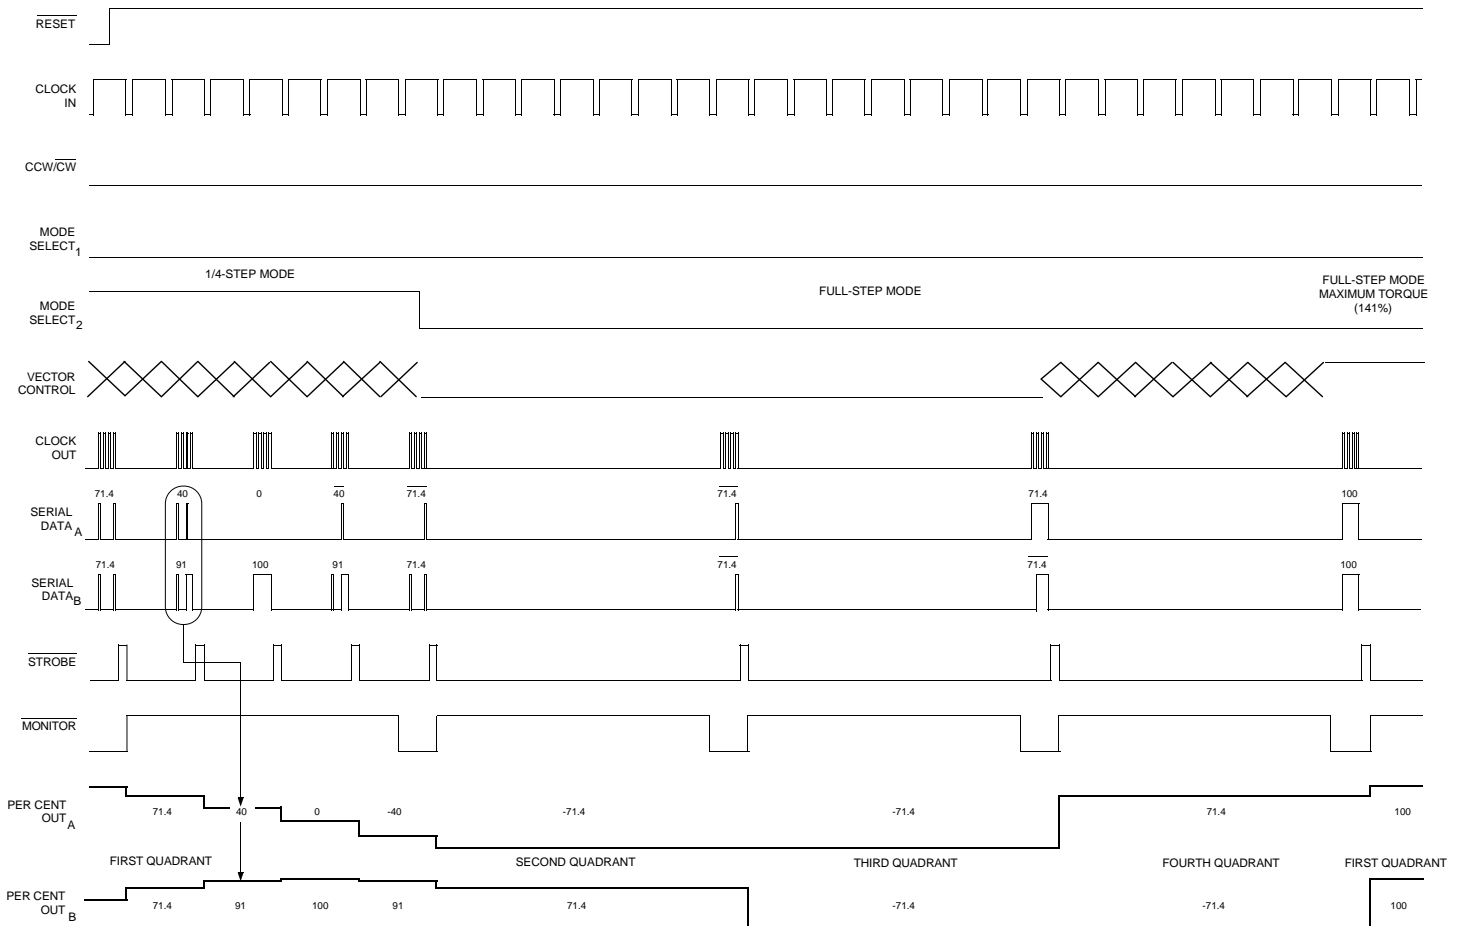 RESET
CLOCK
IN
CCW/CW
MODE
SELECT1
1/4-STEP MODE
FULL-STEP MODE
FULL-STEP MODE
MAXIMUM TORQUE
(141%)
MODE
SELECT2
VECTOR
CONTROL
CLOCK
OUT
71.4 40 0 40 71.4 71.4 71.4 100
SERIAL
DATA A
71.4 91 100 91 71.4 71.4 71.4 100
SERIAL
DATAB
STROBE
MONITOR
PER CENT
OUT A
71.4 40 0 -40 -71.4 -71.4 71.4 100
FIRST QUADRANT SECOND QUADRANT THIRD QUADRANT FOURTH QUADRANT FIRST QUADRANT
PER CENT
OUT B
71.4 91 100 91 71.4 -71.4 -71.4 100